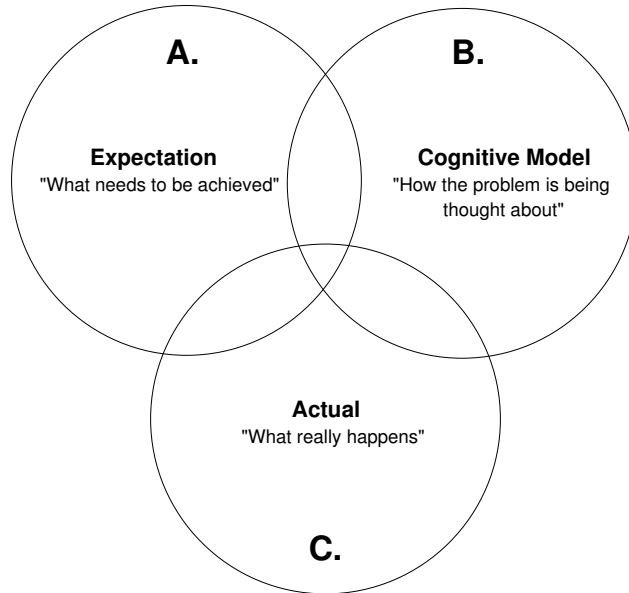 A.
B.
Expectation
"What needs to be achieved"
Cognitive Model
"How the problem is being
thought about"
Actual
"What really happens"
C.